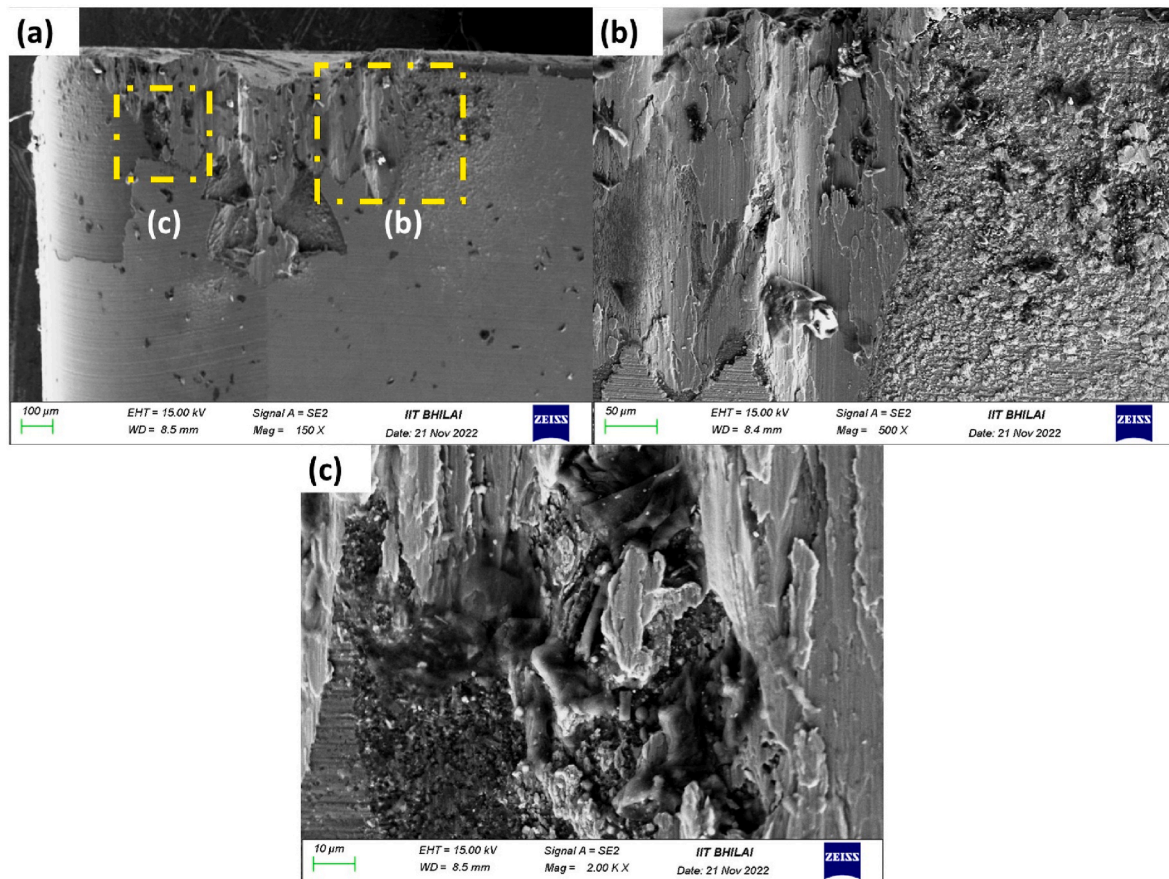 (a)
(c)
(b)
100 µm
EHT = 15.00 kV
WD = 8.5 mm
Signal A = SE2
Mag = 150 X
IIT BHILAI
Date: 21 Nov 2022
ZEISS
(b)
50 µm
EHT = 15.00 kV
WD = 8.4 mm
Signal A = SE2
Mag = 500 X
IIT BHILAI
Date: 21 Nov 2022
ZEISS
(c)
10 µm
EHT = 15.00 kV
WD = 8.5 mm
Signal A = SE2
Mag = 2.00 K X
IIT BHILAI
Date: 21 Nov 2022
ZEISS